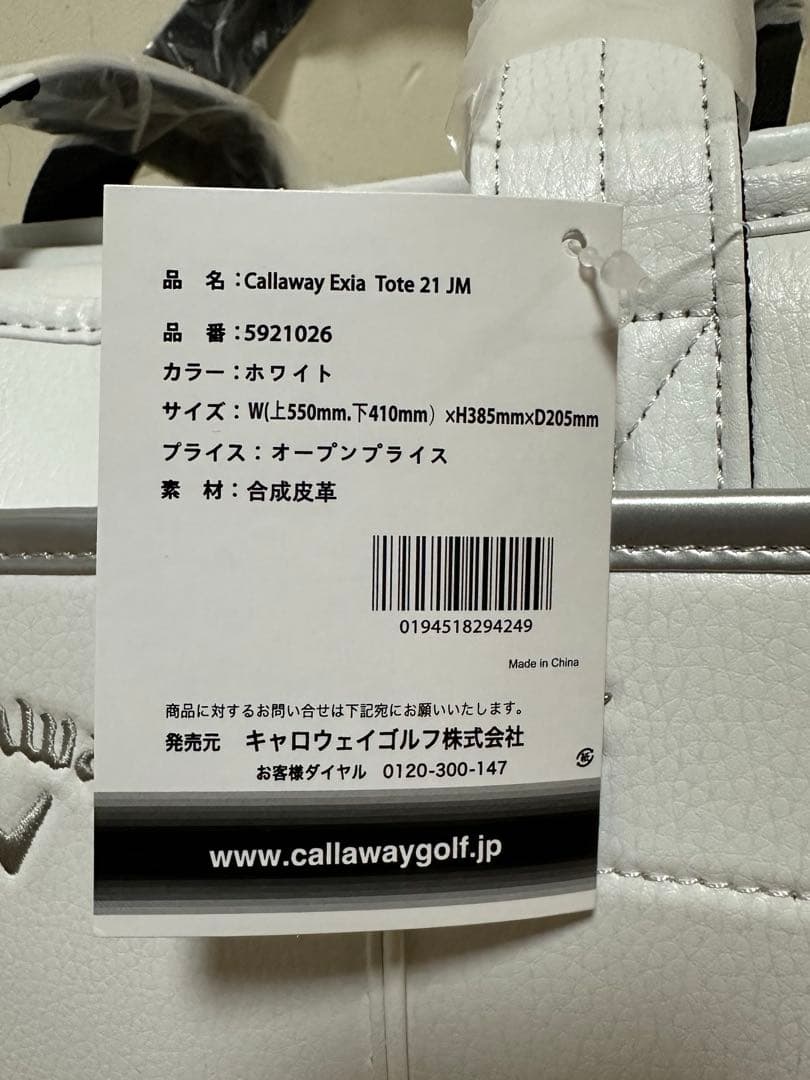 品 名：Callaway Exia Tote 21 JM
品 番：5921026
カラー：ホワイト
サイズ：W(上550mm.下410mm）×H385mm×D205mm
プライス：オープンプライス
素 材：合成皮革
0194518294249
Made in China
商品に対するお問い合せは下記宛にお願いいたします。
発売元 キャロウェイゴルフ株式会社
お客様ダイヤル 0120-300-147
紙
www.callawaygolf.jp